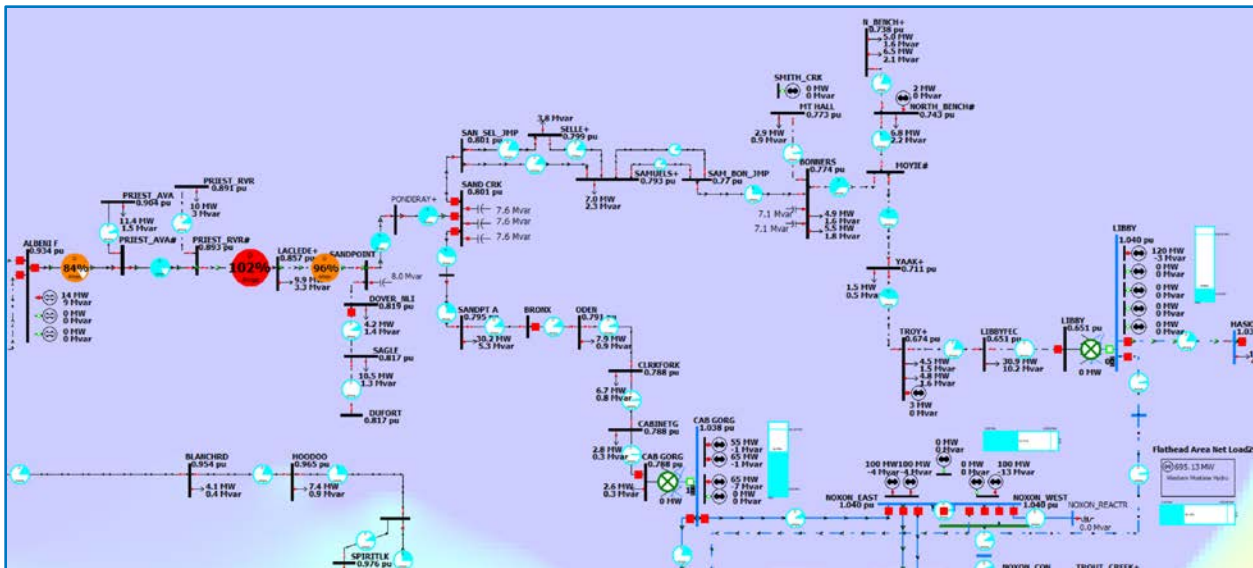 N_BENCH+
0.738 pu
5.0 MW
1.6 Mvar
6.5 MW
2.1 Mvar
SMITH_CRK
0 MW
0 Mvar
2 MW
0 Mvar
NORTH_BENCH#
0.743 pu
MT HALL
0.773 pu
6.8 MW
2.2 Mvar
2.9 MW
0.9 Mvar
3.8 Mvar
SELLE+
0.799 pu
SAN_SEL_JMP
0.801 pu
BONNERS
0.774 pu
MOYIE#
SAMUELS+
0.793 pu
SAM_BON_JMP
0.77 pu
7.0 MW
2.3 Mvar
7.1 Mvar
7.1 Mvar
4.9 MW
1.6 Mvar
5.5 MW
1.8 Mvar
SAND CRK
0.801 pu
7.6 Mvar
7.6 Mvar
7.6 Mvar
PONDERAY+
PRIEST_AVA
0.904 pu
PRIEST_RVR
0.891 pu
11.4 MW
1.5 Mvar
10 MW
3 Mvar
ALBENI F
0.934 pu
PRIEST_AVA#
PRIEST_RVR#
0.893 pu
LACLEDE+
0.857 pu
SANDPOINT
84%
102%
96%
9.9 MW
3.3 Mvar
8.0 Mvar
14 MW
9 Mvar
0 MW
0 Mvar
0 MW
0 Mvar
DOVER_NLI
0.819 pu
4.2 MW
1.4 Mvar
SAGLE
0.817 pu
10.5 MW
1.3 Mvar
DUFORT
0.817 pu
SANDPT A
0.795 pu
BRONX
ODEN
0.791 pu
30.2 MW
5.3 Mvar
7.9 MW
0.9 Mvar
CLRKFORK
0.788 pu
6.7 MW
0.8 Mvar
CABINETG
0.788 pu
2.8 MW
0.3 Mvar
CAB GORG
0.788 pu
2.6 MW
0.3 Mvar
0 MW
CAB GORG
1.038 pu
55 MW
-1 Mvar
65 MW
-1 Mvar
65 MW
-7 Mvar
0 MW
0 Mvar
YAAK+
0.711 pu
1.5 MW
0.5 Mvar
TROY+
0.674 pu
4.5 MW
1.5 Mvar
4.8 MW
1.6 Mvar
3 MW
0 Mvar
LIBBYFEC
0.651 pu
30.9 MW
10.2 Mvar
LIBBY
0.651 pu
0 MW
LIBBY
1.040 pu
120 MW
-3 Mvar
0 MW
0 Mvar
0 MW
0 Mvar
0 MW
0 Mvar
0 MW
0 Mvar
HASK
1.03
0 MW
0 Mvar
100 MW
-4 Mvar
100 MW
-4 Mvar
0 MW
0 Mvar
100 MW
-13 Mvar
NOXON_EAST
1.040 pu
NOXON_WEST
1.040 pu
NOXON_REACTR
0.0 Mvar
Flathead Area Net Load2
695.13 MW
Western Montana Hydro
BLANCHRD
0.954 pu
4.1 MW
0.4 Mvar
HOODOO
0.965 pu
7.4 MW
0.9 Mvar
SPIRITLK
0.976 pu
NOXON_CON
TROUT_CREEK+